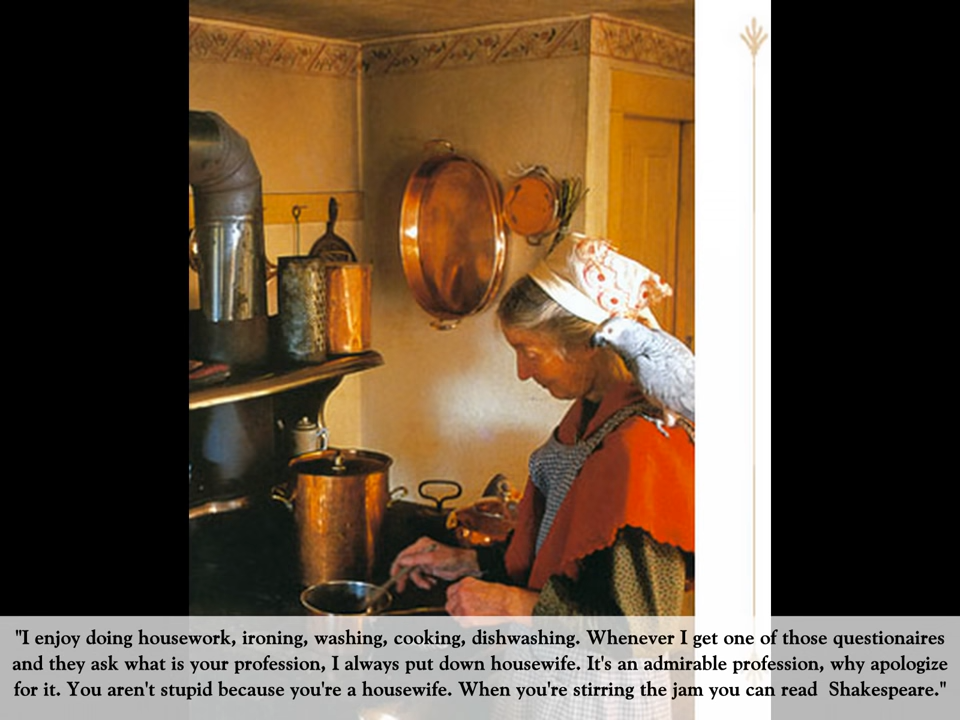 "I enjoy doing housework, ironing, washing, cooking, dishwashing. Whenever I get one of those questionaires
and they ask what is your profession, I always put down housewife. It's an admirable profession, why apologize
for it. You aren't stupid because you're a housewife. When you're stirring the jam you can read  Shakespeare."